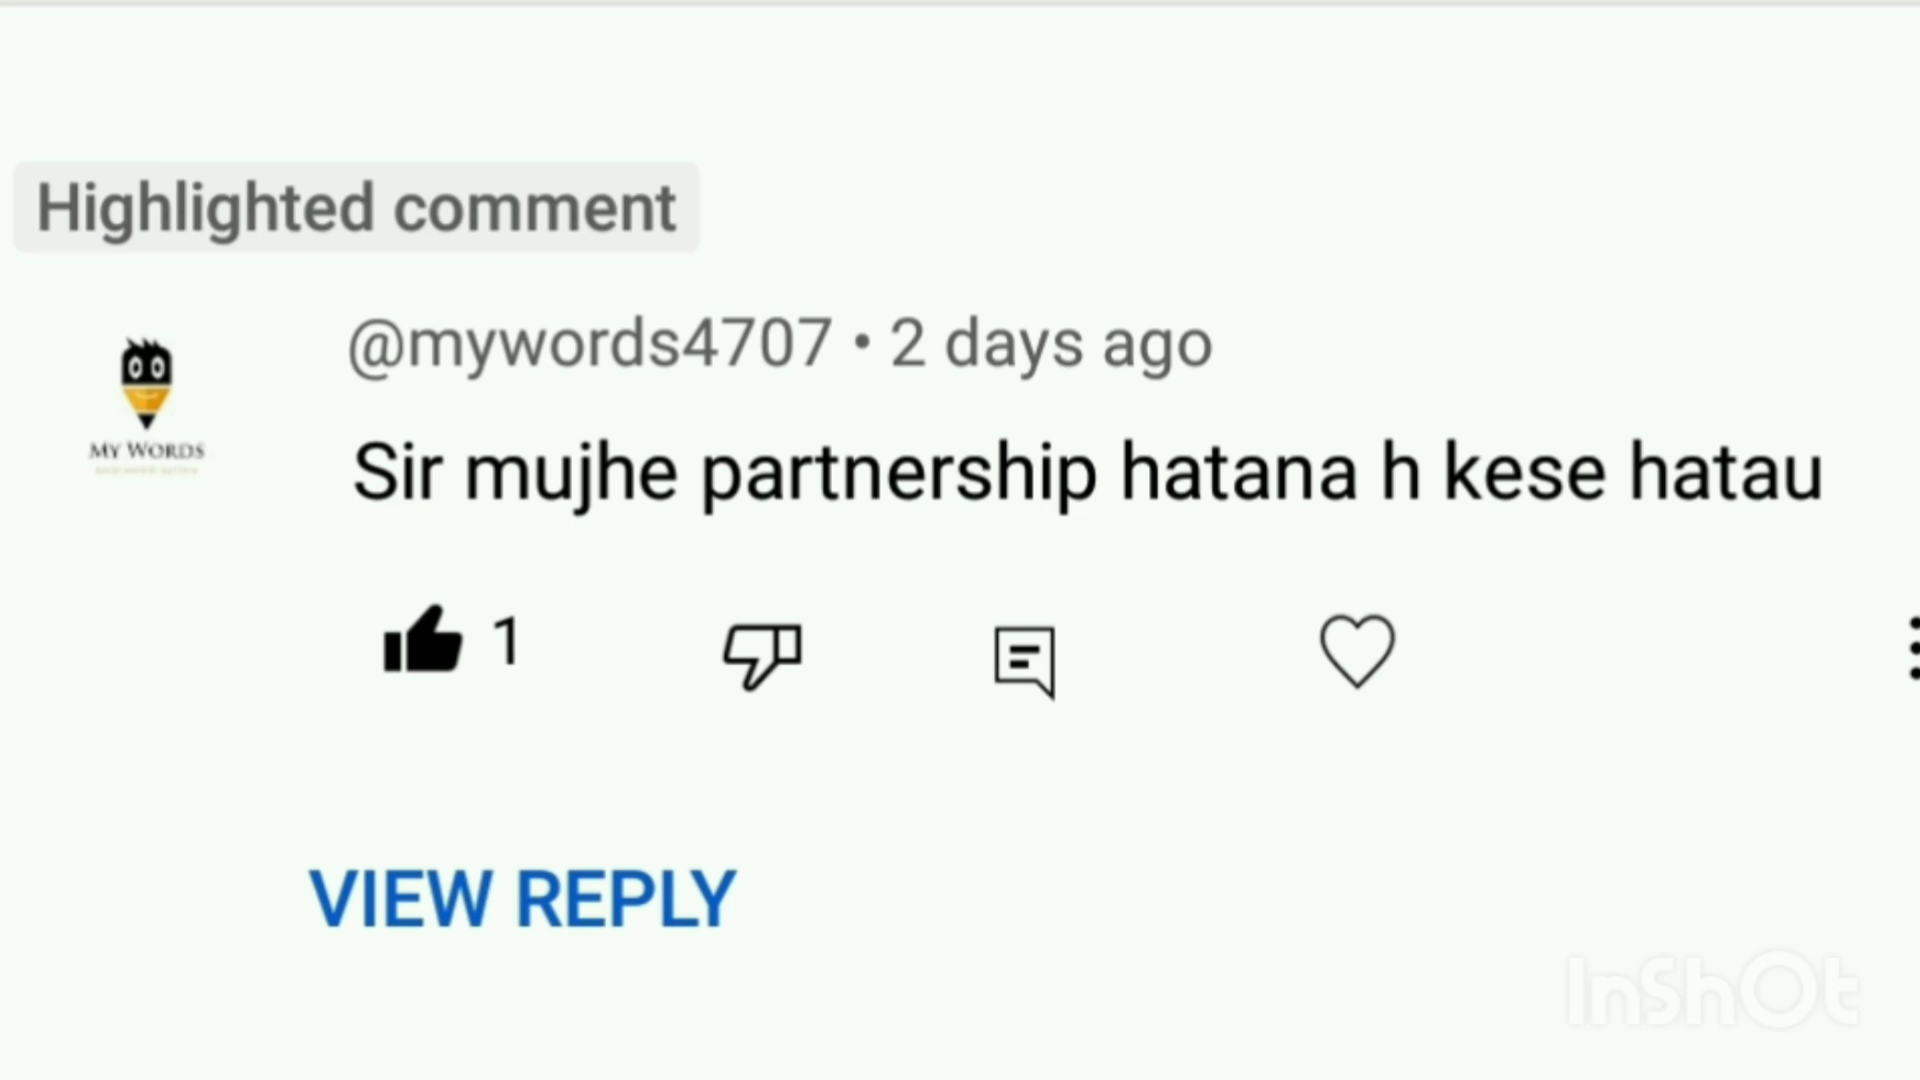 Highlighted comment
@mywords4707 • 2 days ago
MY WORDS
Sir mujhe partnership hatana h kese hatau
1
VIEW REPLY
InShOt